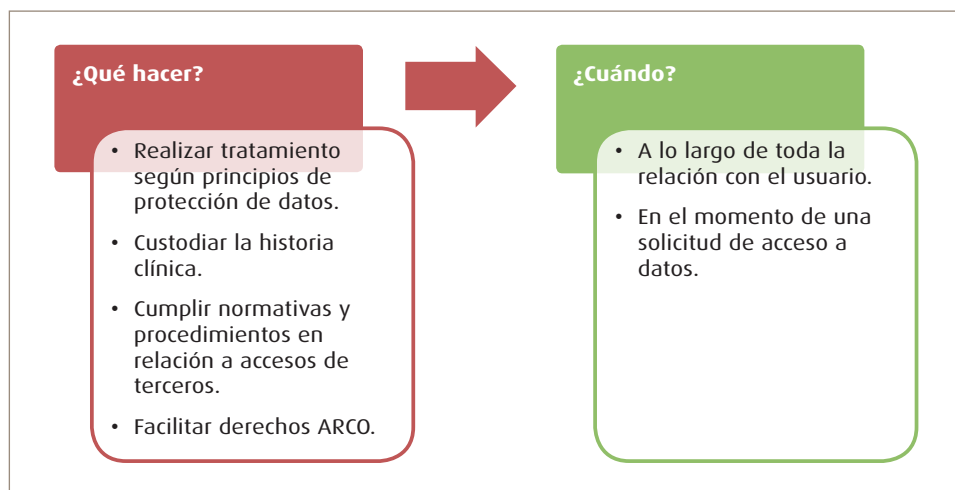 ¿Qué hacer?
• Realizar tratamiento
según principios de
protección de datos.
• Custodiar la historia
clínica.
• Cumplir normativas y
procedimientos en
relación a accesos de
terceros.
• Facilitar derechos ARCO.
¿Cuándo?
• A lo largo de toda la
relación con el usuario.
• En el momento de una
solicitud de acceso a
datos.